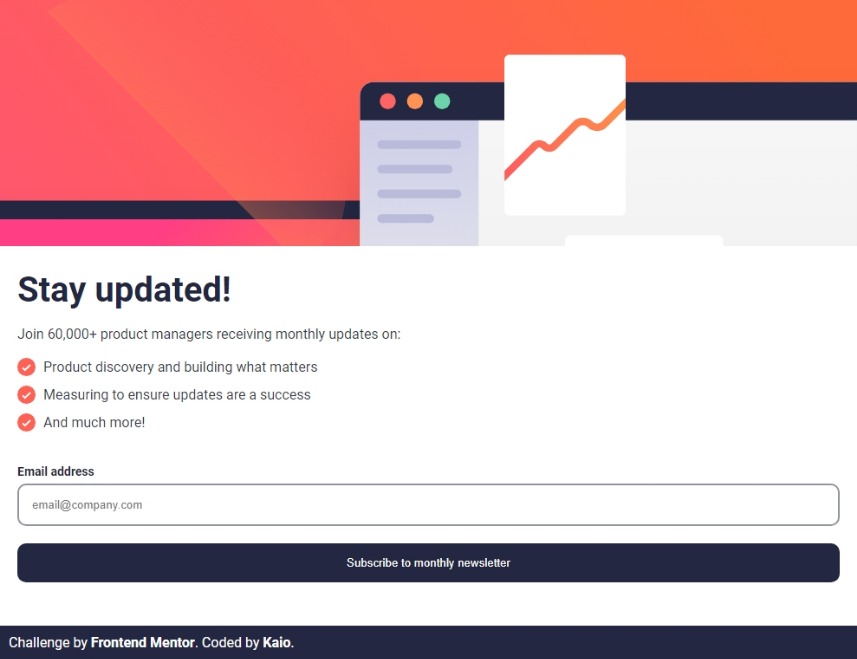 Stay updated!
Join 60,000+ product managers receiving monthly updates on:
Product discovery and building what matters
Measuring to ensure updates are a success
And much more!
Email address
email@company.com
Subscribe to monthly newsletter
Challenge by Frontend Mentor. Coded by Kaio.